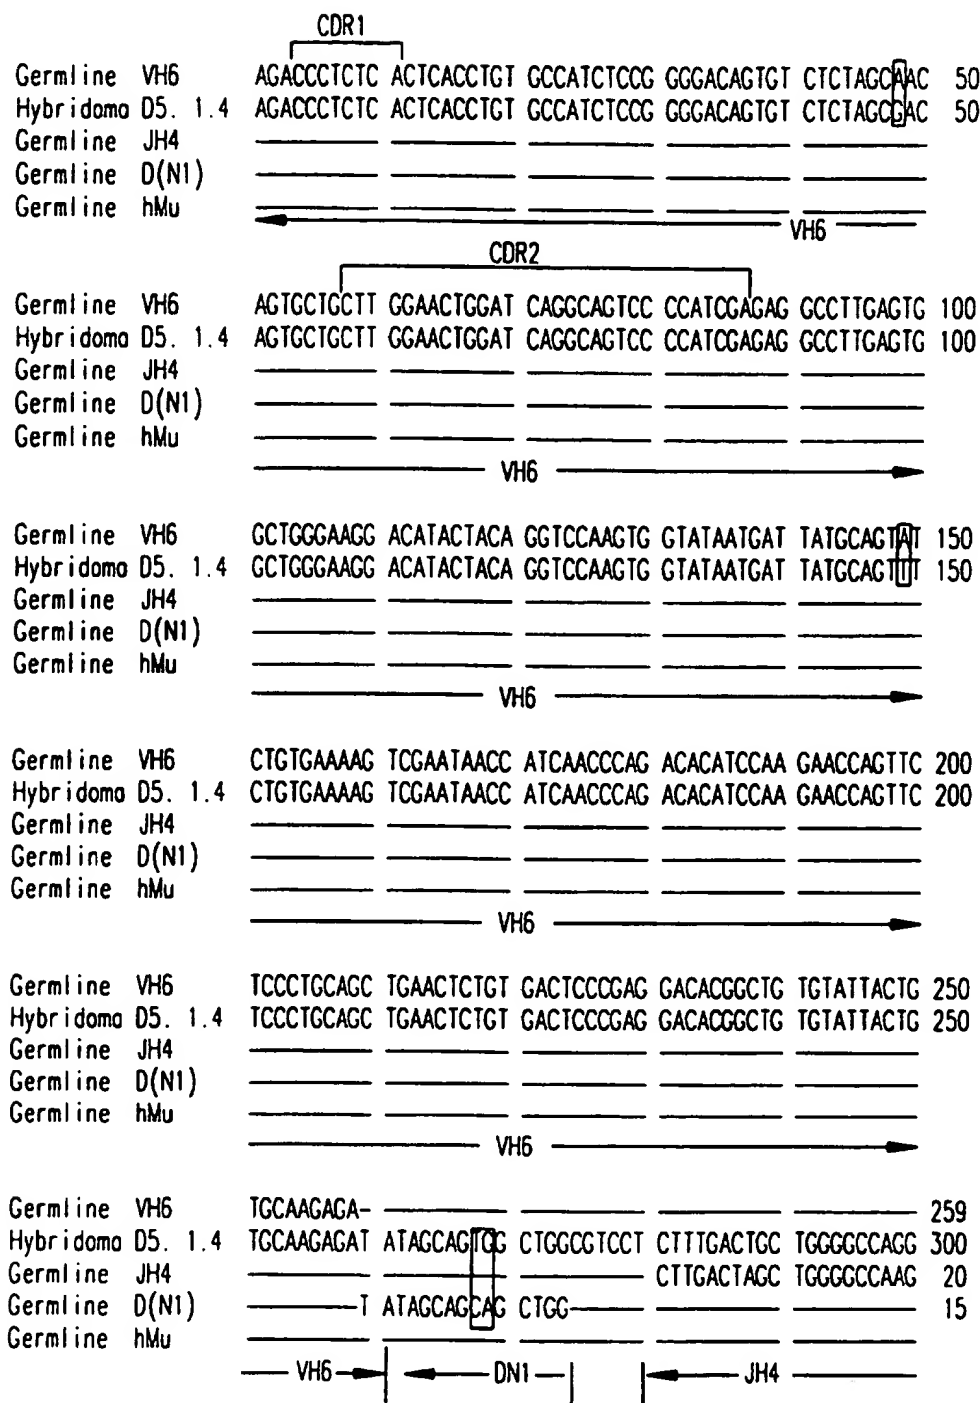 CDR1
Germline VH6 AGACCCTCTC ACTCACCTGT GCCATCTCCG GGGACAGTGT CTCTAGCAAC 50
Hybridoma D5. 1.4 AGACCCTCTC ACTCACCTGT GCCATCTCCG GGGACAGTGT CTCTAGCGAC 50
Germline JH4
Germline D(N1)
Germline hMu
VH6
CDR2
Germline VH6 AGTGCTGCTT GGAACTGGAT CAGGCAGTCC CCATCGAGAG GCCTTGAGTG 100
Hybridoma D5. 1.4 AGTGCTGCTT GGAACTGGAT CAGGCAGTCC CCATCGAGAG GCCTTGAGTG 100
Germline JH4
Germline D(N1)
Germline hMu
VH6
Germline VH6 GCTGGGAAGG ACATACTACA GGTCCAAGTG GTATAATGAT TATGCAGTAT 150
Hybridoma D5. 1.4 GCTGGGAAGG ACATACTACA GGTCCAAGTG GTATAATGAT TATGCAGTTT 150
Germline JH4
Germline D(N1)
Germline hMu
VH6
Germline VH6 CTGTGAAAAG TCGAATAACC ATCAACCCAG ACACATCCAA GAACCAGTTC 200
Hybridoma D5. 1.4 CTGTGAAAAG TCGAATAACC ATCAACCCAG ACACATCCAA GAACCAGTTC 200
Germline JH4
Germline D(N1)
Germline hMu
VH6
Germline VH6 TCCCTGCAGC TGAACTCTGT GACTCCCGAG GACACGGCTG TGTATTACTG 250
Hybridoma D5. 1.4 TCCCTGCAGC TGAACTCTGT GACTCCCGAG GACACGGCTG TGTATTACTG 250
Germline JH4
Germline D(N1)
Germline hMu
VH6
Germline VH6 TGCAAGAGA- 259
Hybridoma D5. 1.4 TGCAAGAGAT ATAGCAGTGG CTGGCGTCCT CTTTGACTGC TGGGGCCAGG 300
Germline JH4 CTTGACTAGC TGGGGCCAAG 20
Germline D(N1) T ATAGCAGCAG CTGG 15
Germline hMu
VH6 DN1 JH4